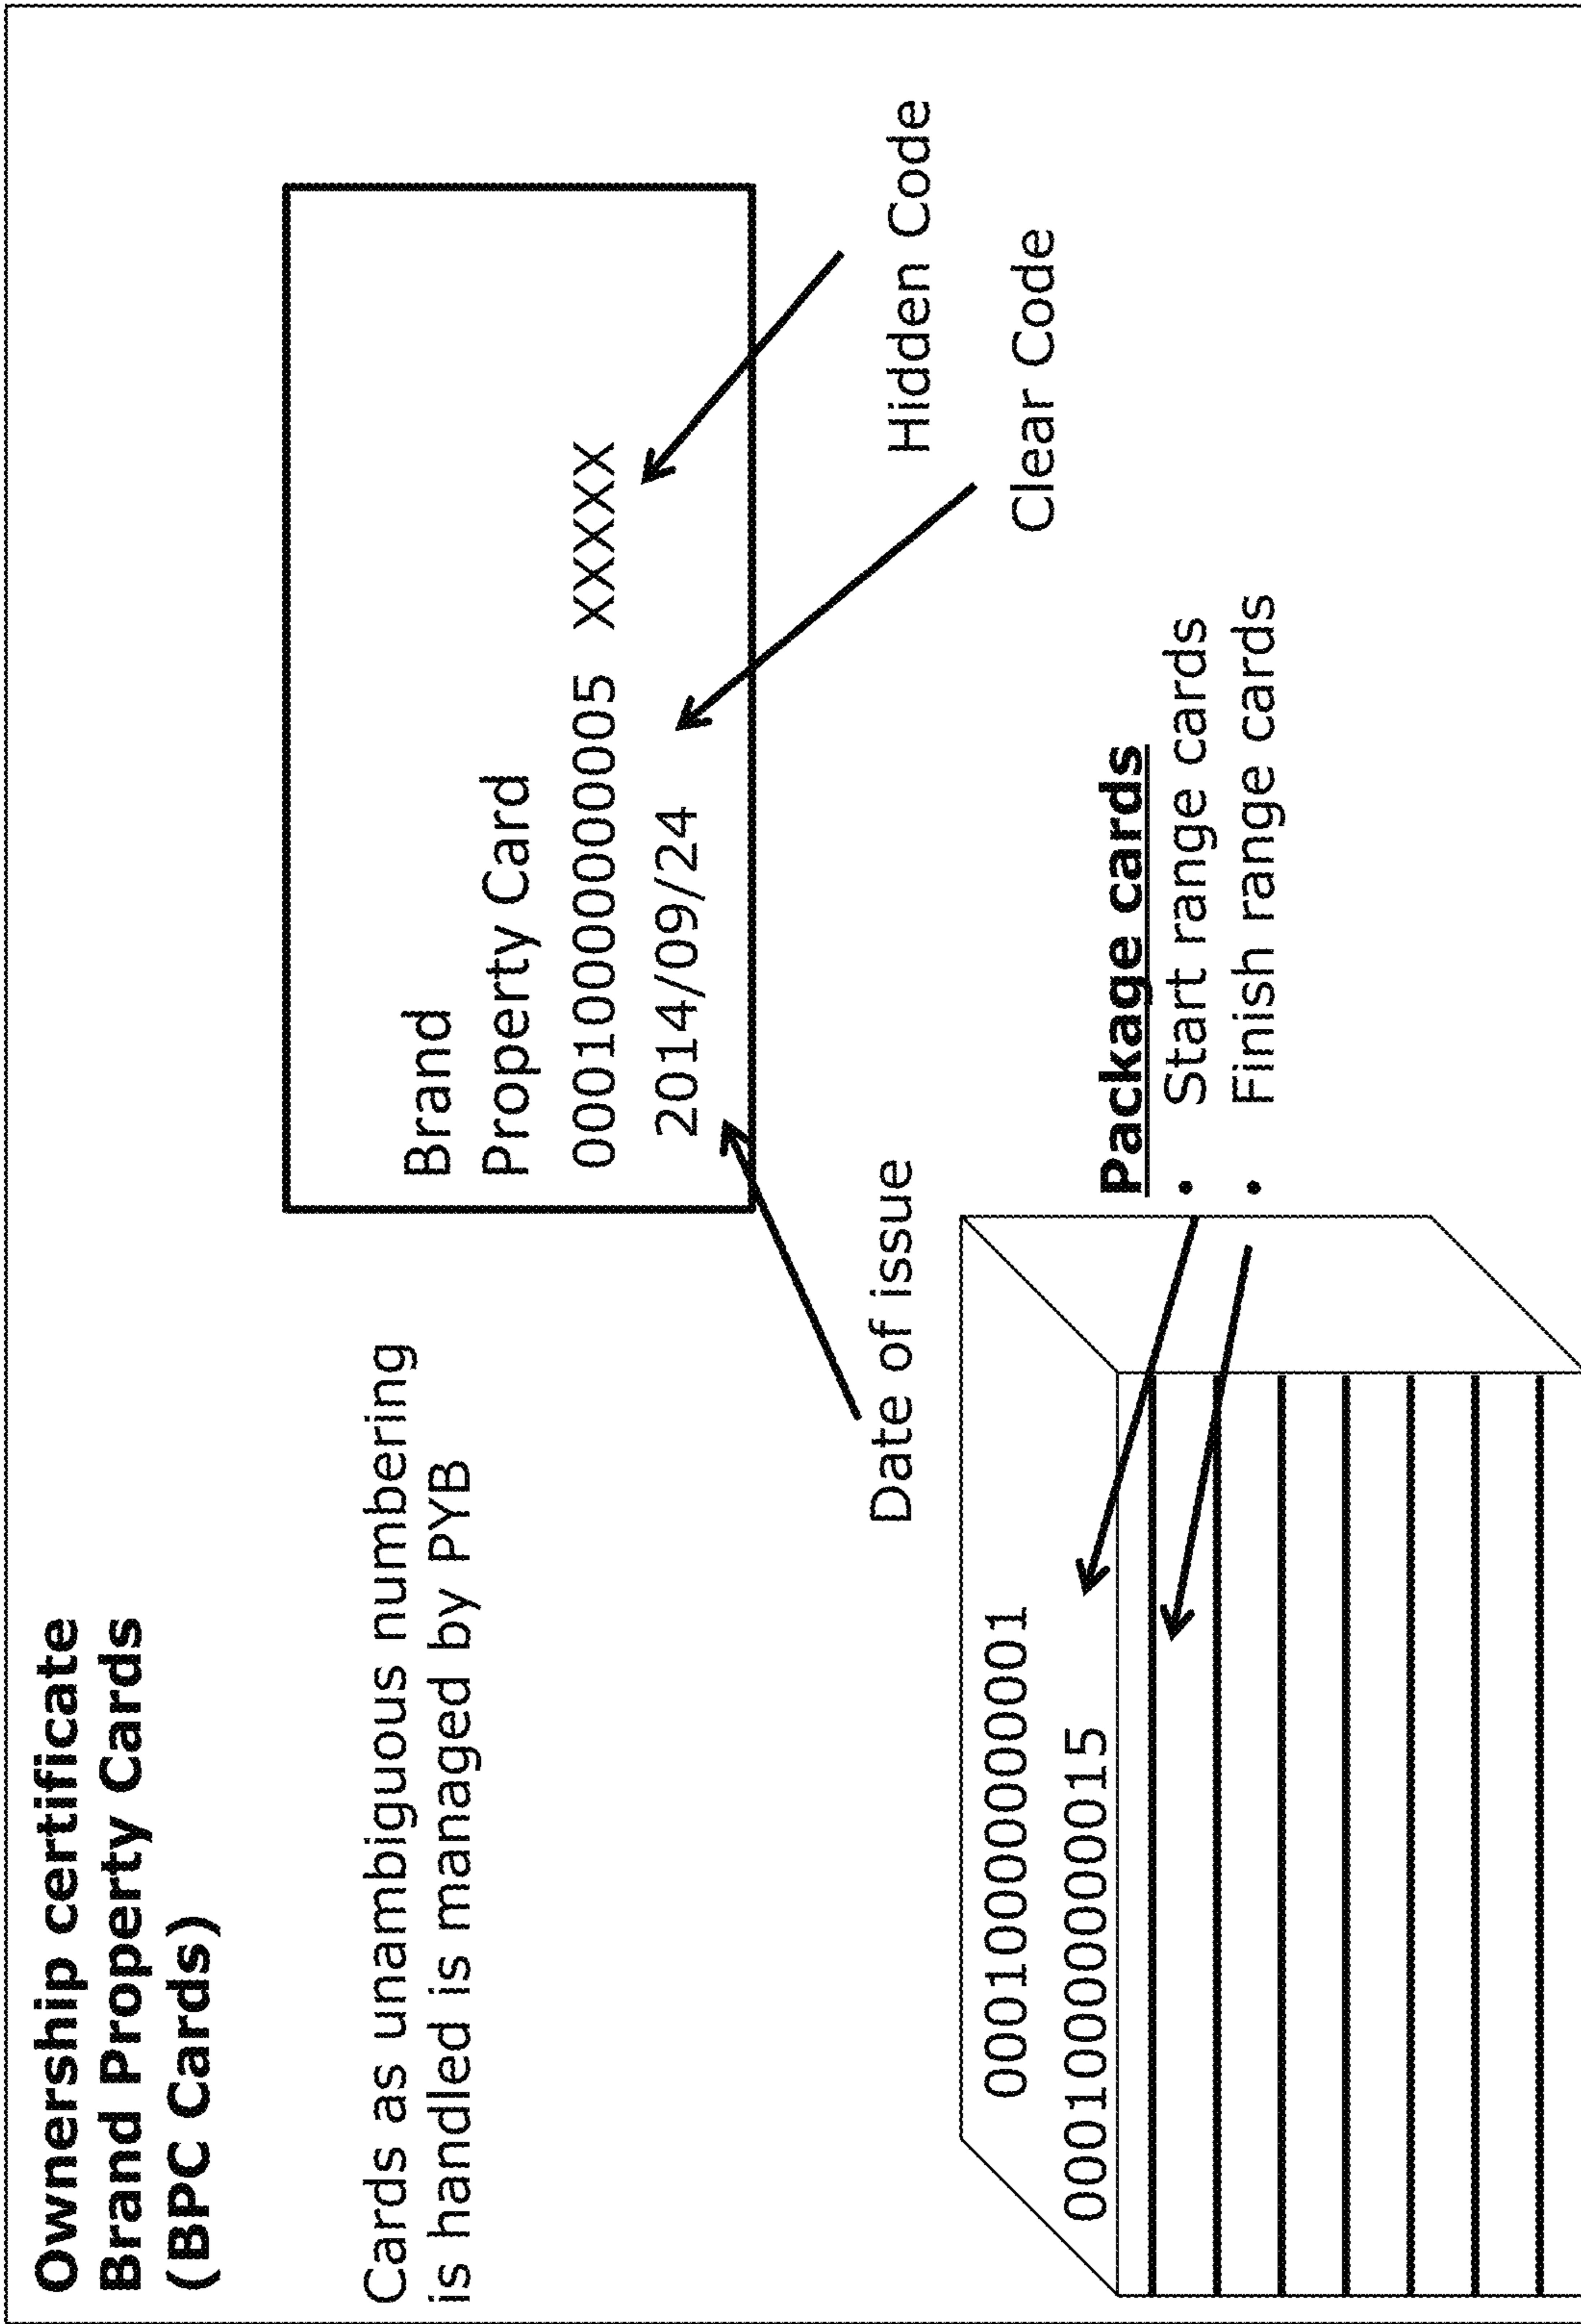 Ownership certificate
Brand Property Cards
(BPC Cards)
Cards as unambiguous numbering
is handled is managed by PYB
Brand
Property Card
0001000000005 XXXXX
2014/09/24
Date of issue
Hidden Code
Clear Code
0001000000001
0001000000015
Package cards
• Start range cards
• Finish range cards